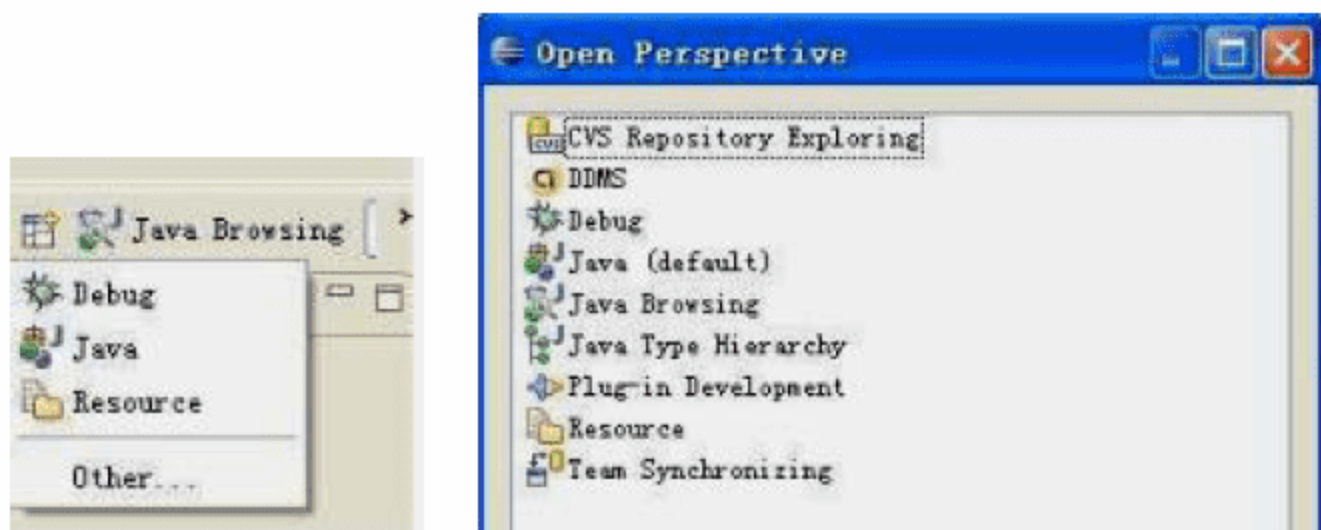 Java Browsing
Debug
Java
Resource
Other...
Open Perspective
CVS Repository Exploring
DDMS
Debug
Java (default)
Java Browsing
Java Type Hierarchy
Plug-in Development
Resource
Team Synchronizing